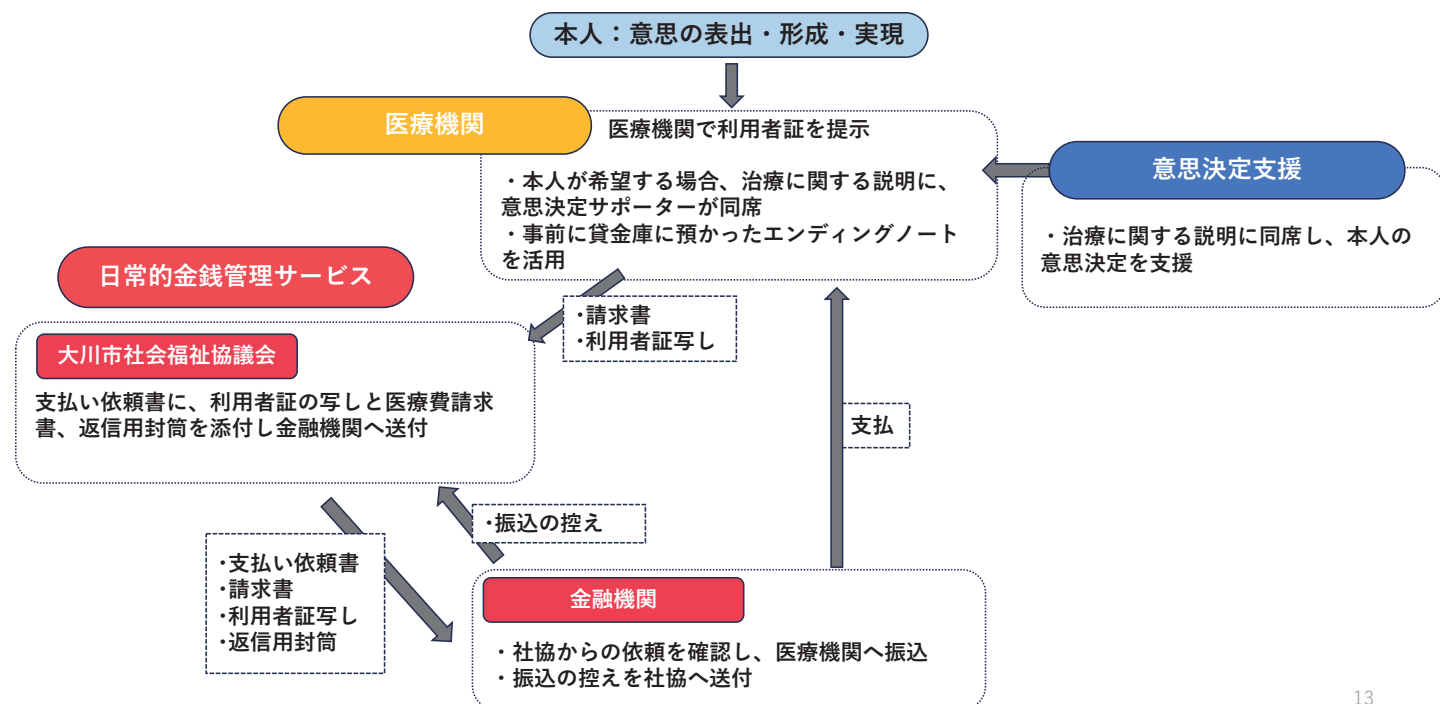 本人：意思の表出・形成・実現
医療機関
医療機関で利用者証を提示
・本人が希望する場合、治療に関する説明に、
意思決定サポーターが同席
・事前に貸金庫に預かったエンディングノート
を活用
意思決定支援
・治療に関する説明に同席し、本人の
意思決定を支援
日常的金銭管理サービス
・請求書
・利用者証写し
大川市社会福祉協議会
支払い依頼書に、利用者証の写しと医療費請求
書、返信用封筒を添付し金融機関へ送付
支払
・振込の控え
・支払い依頼書
・請求書
・利用者証写し
・返信用封筒
金融機関
・社協からの依頼を確認し、医療機関へ振込
・振込の控えを社協へ送付
13